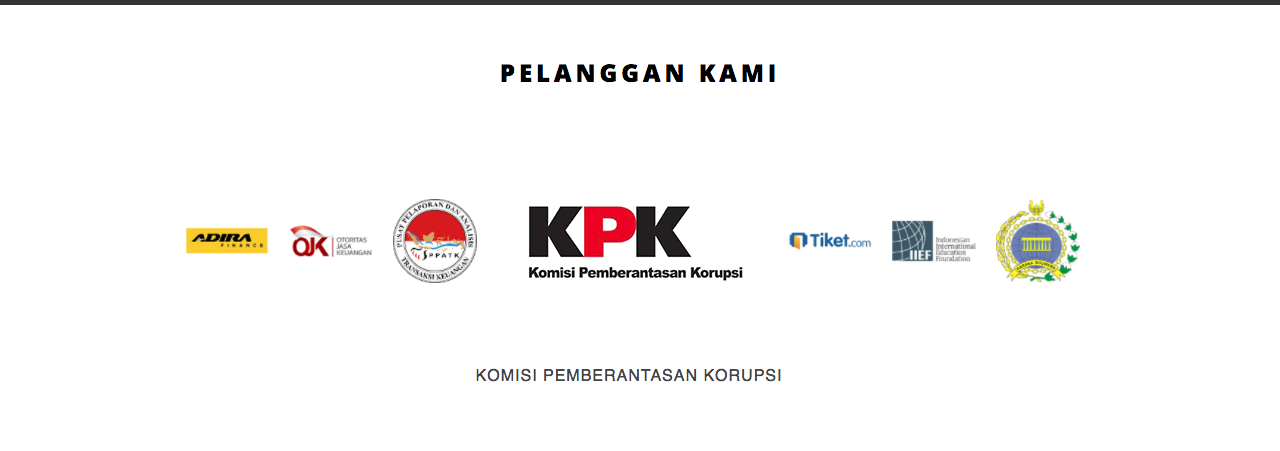 PELANGGAN KAMI
ADIRA
FINANCE
OJK
OTORITAS
JASA
KEUANGAN
PUSAT PELAPORAN DAN ANALISIS
TRANSAKSI KEUANGAN
PPATK
KPK
Komisi Pemberantasan Korupsi
Tiket.com
IIEF
Indonesian
International
Education
Foundation
KOMISI PEMBERANTASAN KORUPSI